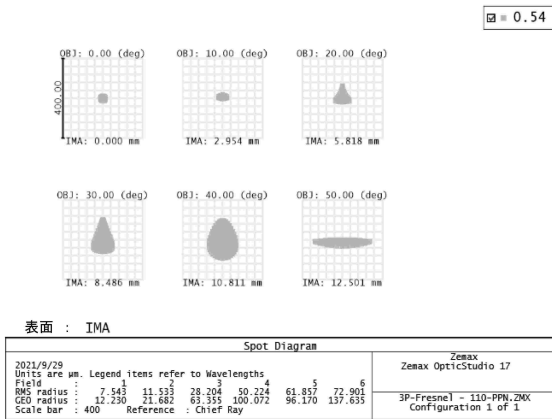 0.54
OBJ: 0.00 (deg) OBJ: 10.00 (deg) OBJ: 20.00 (deg)
400.00
IMA: 0.000 mm IMA: 2.954 mm IMA: 5.818 mm
OBJ: 30.00 (deg) OBJ: 40.00 (deg) OBJ: 50.00 (deg)
IMA: 8.486 mm IMA: 10.811 mm IMA: 12.501 mm
表面 : IMA
Spot Diagram
2021/9/29
Units are µm. Legend items refer to Wavelengths
Field : 1 2 3 4 5 6
RMS radius : 7.543 11.533 28.204 50.224 61.857 72.901
GEO radius : 12.230 21.682 63.355 100.072 96.170 137.635
Scale bar : 400 Reference : Chief Ray
Zemax
Zemax OpticStudio 17
3P-Fresnel - 110-PPN.ZMX
Configuration 1 of 1